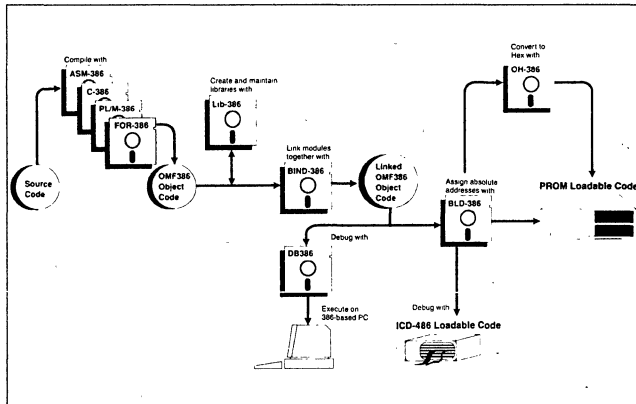 Compile with
ASM-386
C-386
PL/M-386
FOR-386
Source
Code
OMF386
Object
Code
Create and maintain
libraries with
Lib-386
Link modules
together with
BIND-386
Linked
OMF386
Object
Code
Debug with
DB386
Execute on
386-based PC
Assign absolute
addresses with
BLD-386
Convert to
Hex with
OH-386
PROM Loadable Code
Debug with
ICD-486 Loadable Code